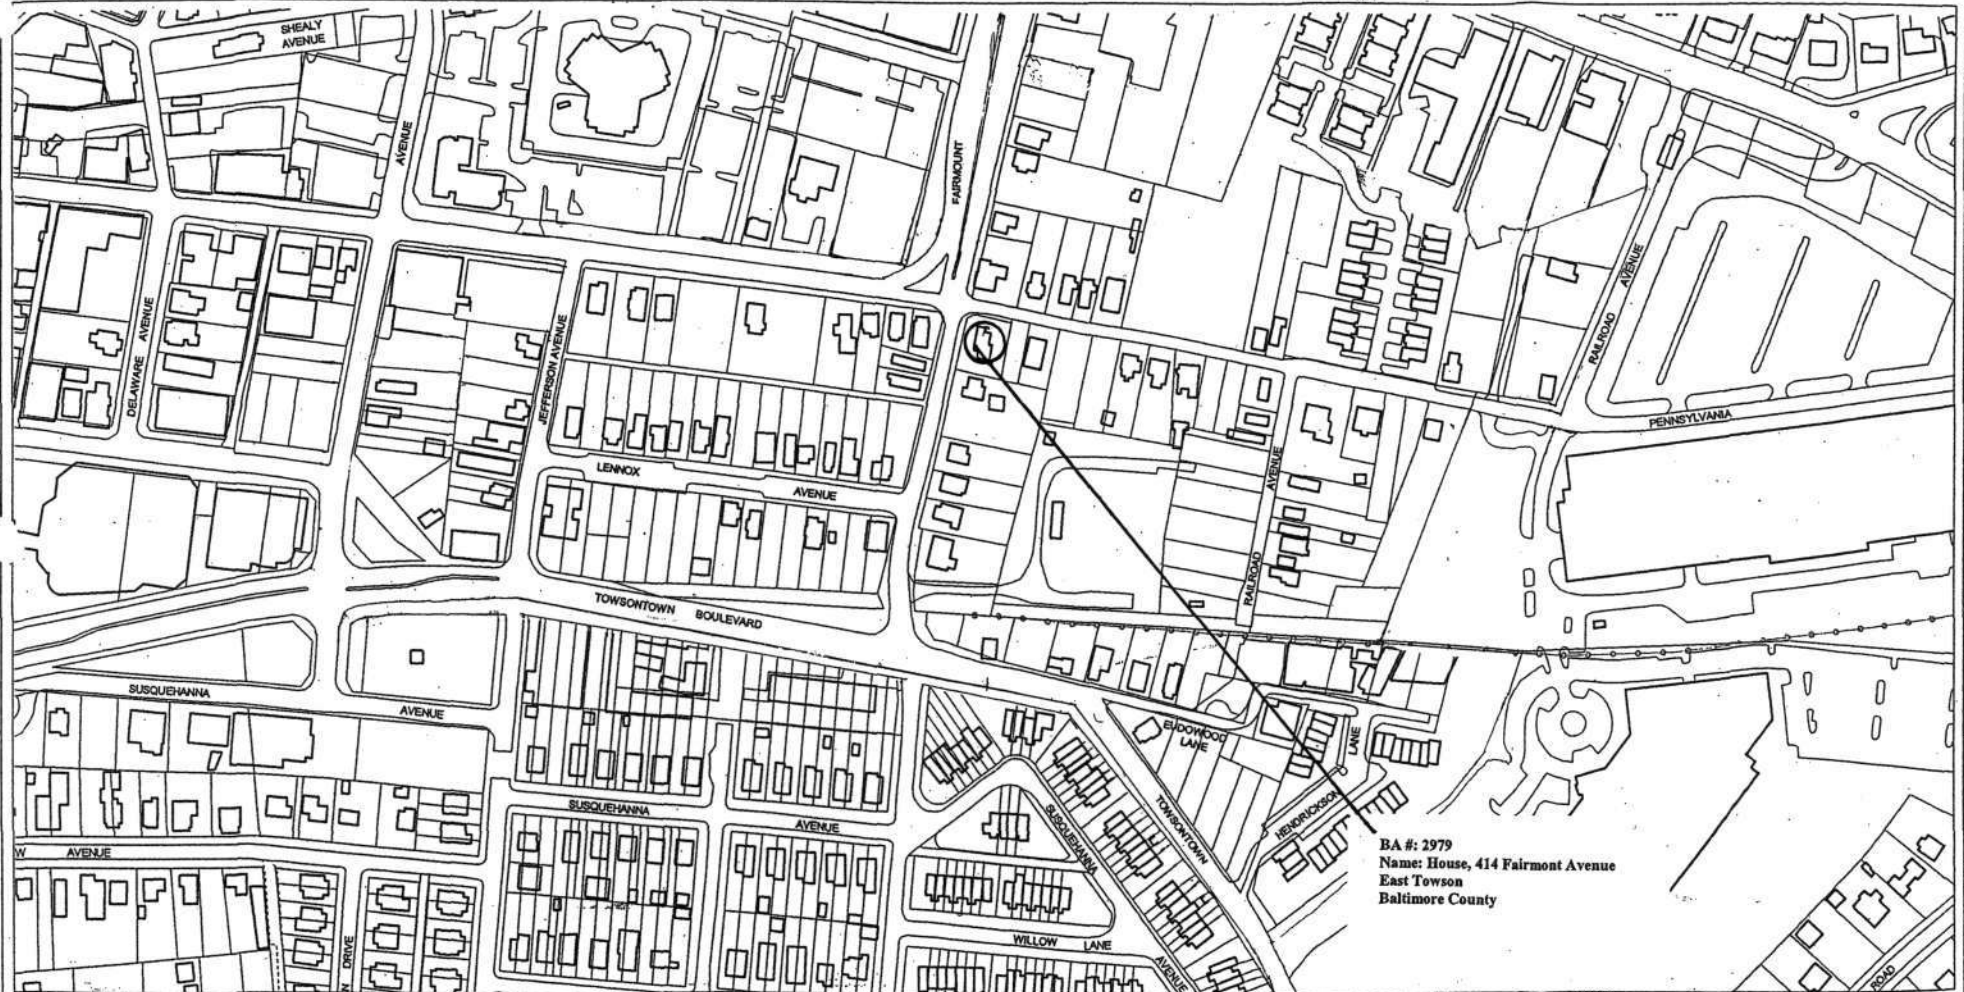 SHEALY
AVENUE
AVENUE
FAIRMOUNT
DELAWARE AVENUE
JEFFERSON AVENUE
RAILROAD AVENUE
PENNSYLVANIA
LENNOX AVENUE
RAILROAD AVENUE
TOWSONTOWN BOULEVARD
SUSQUEHANNA AVENUE
EUDOWOOD
LANE
LANE
HENDRICKSON
TOWSONTOWN
SUSQUEHANNA
AVENUE
SUSQUEHANNA AVENUE
W AVENUE
DRIVE
WILLOW LANE
ROAD
BA #: 2979
Name: House, 414 Fairmont Avenue
East Towson
Baltimore County